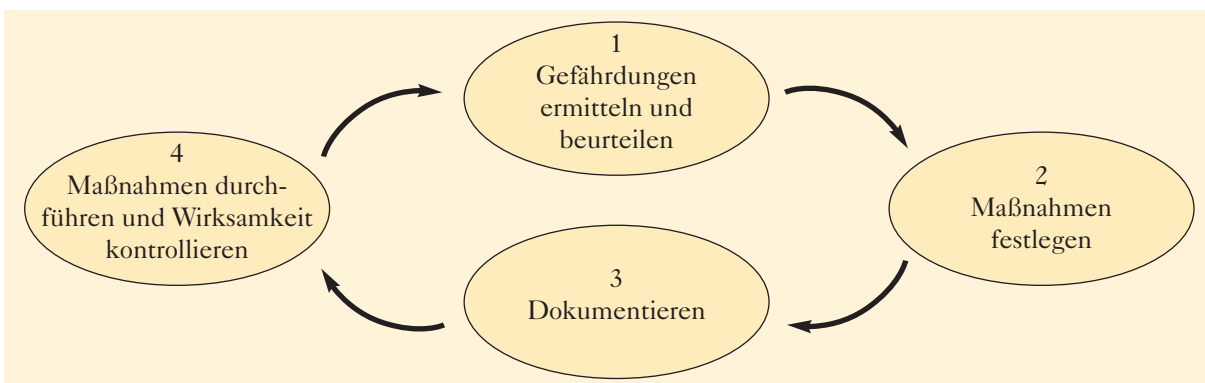 1
Gefährdungen
ermitteln und
beurteilen
2
Maßnahmen
festlegen
3
Dokumentieren
4
Maßnahmen durch-
führen und Wirksamkeit
kontrollieren